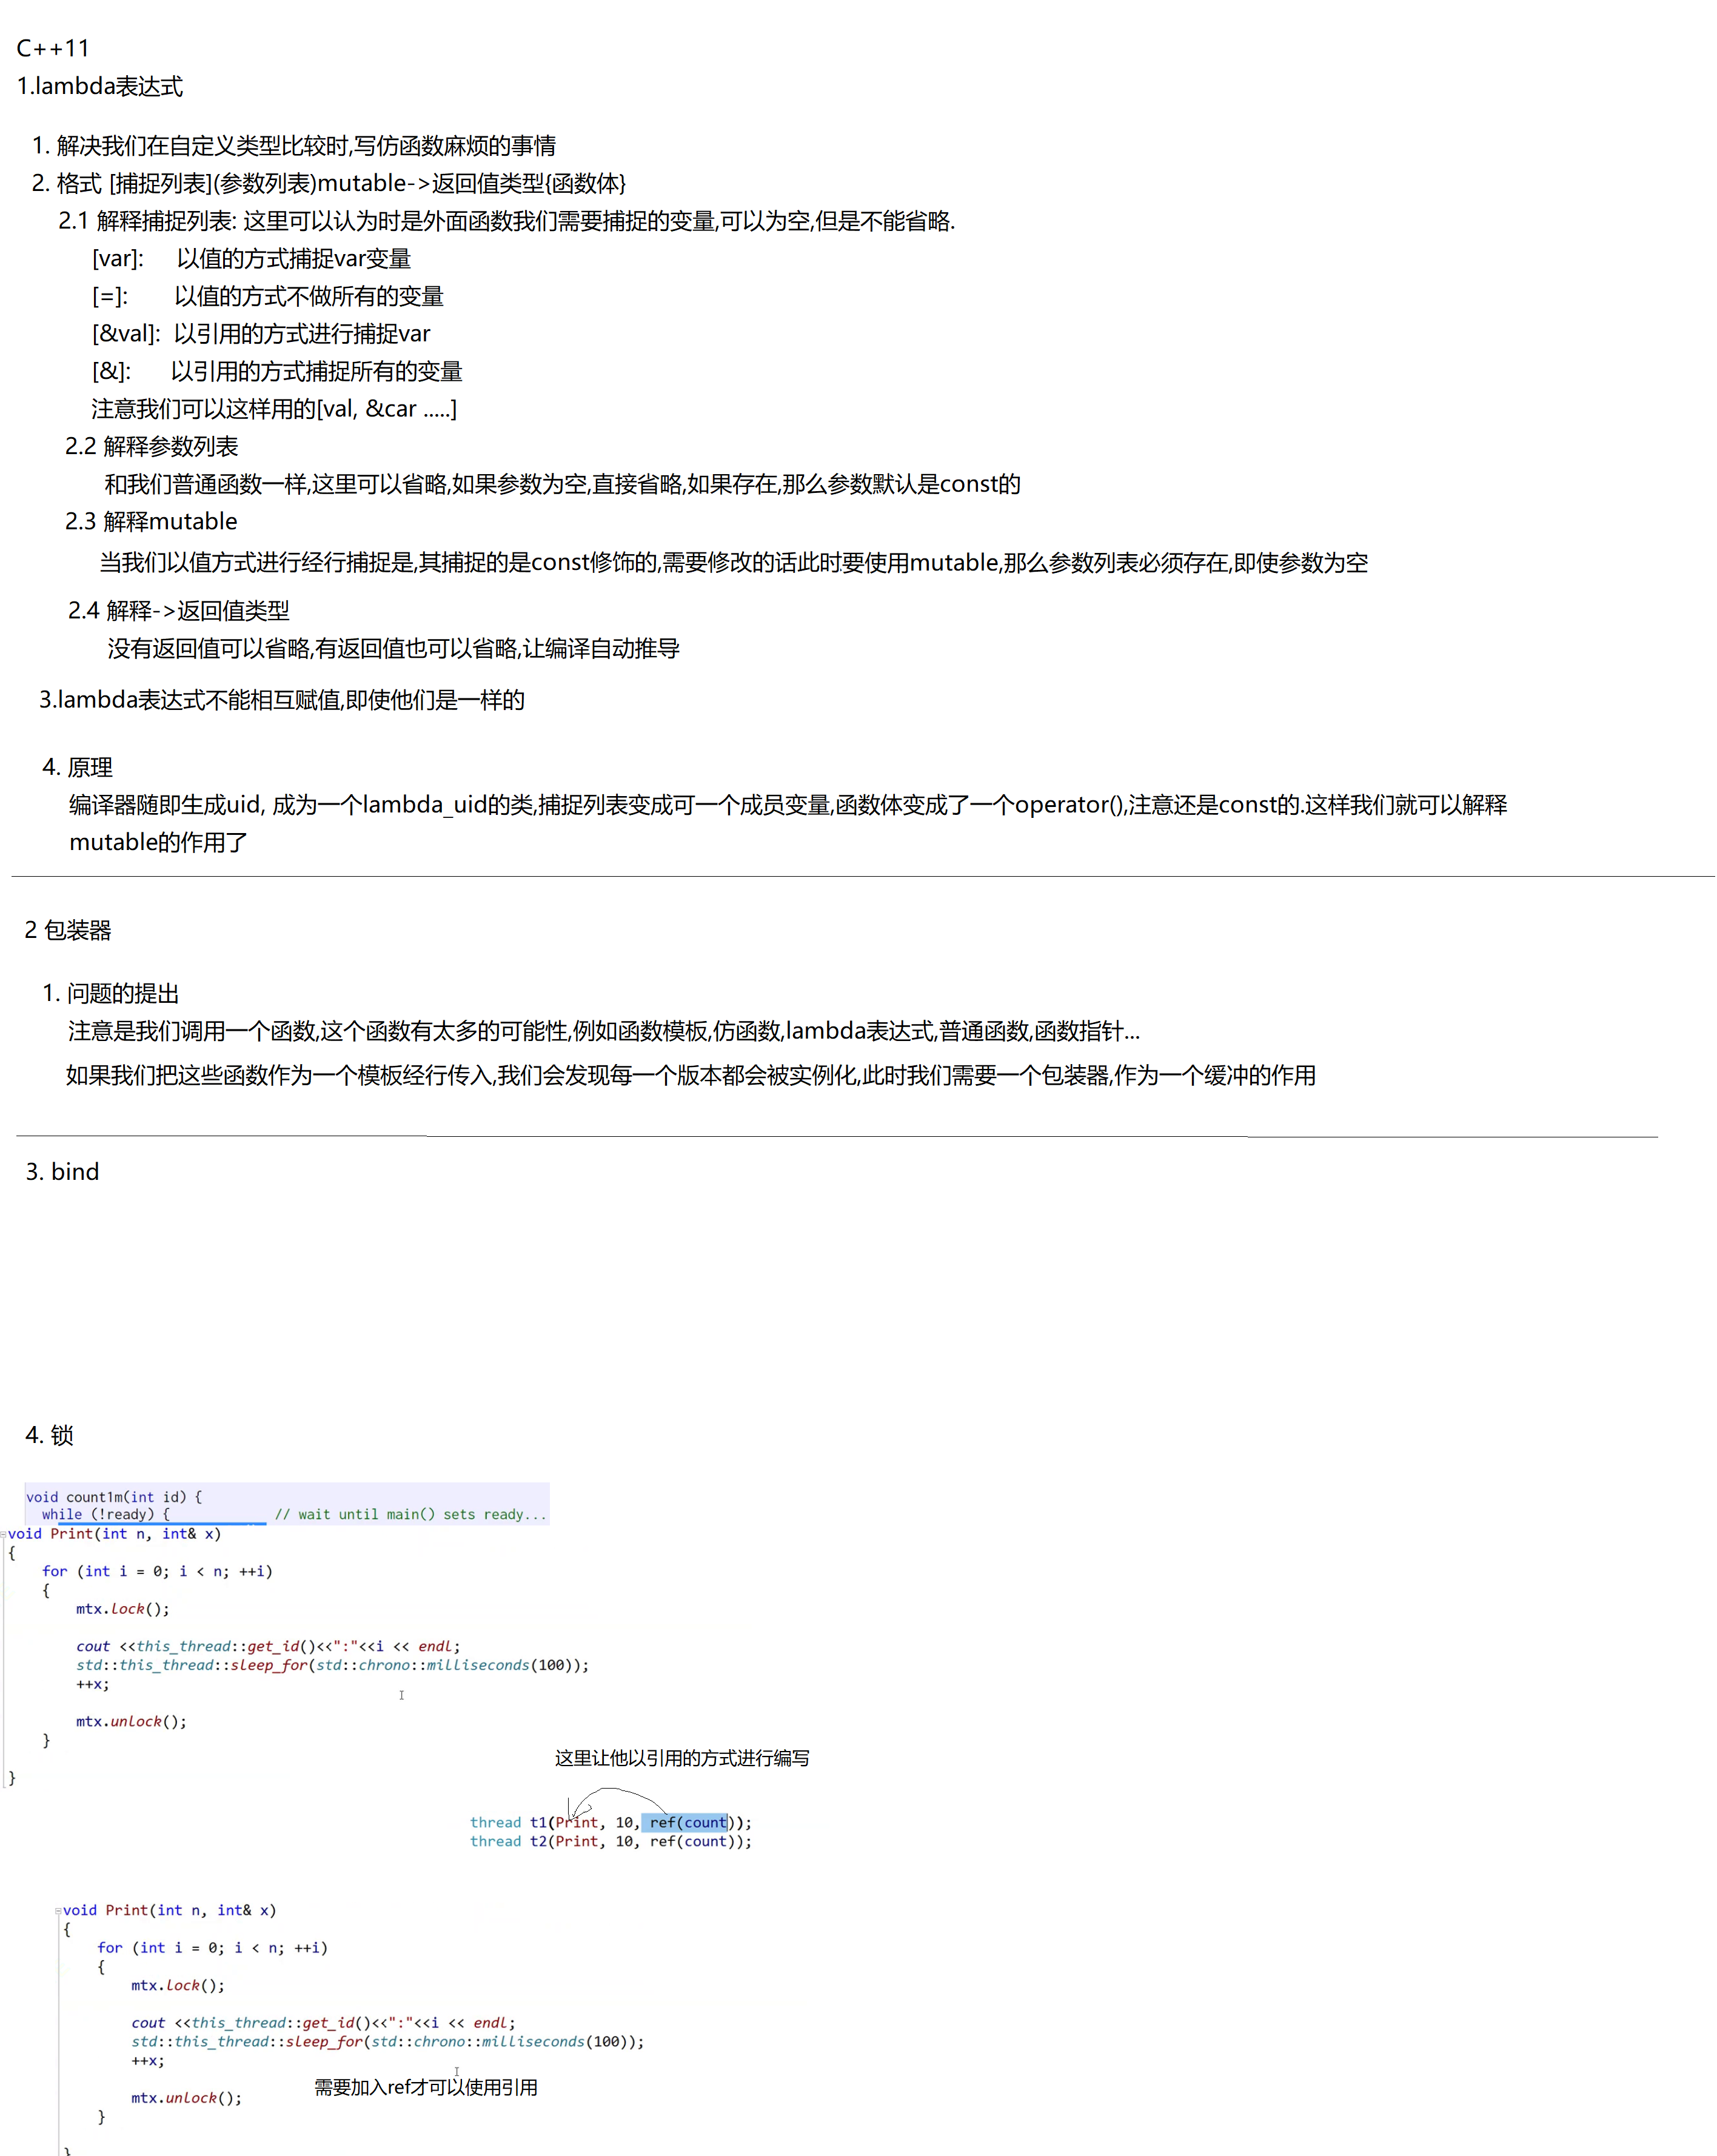 C++11
1.lambda表达式
1. 解决我们在自定义类型比较时,写仿函数麻烦的事情
2. 格式 [捕捉列表](参数列表)mutable->返回值类型{函数体}
2.1 解释捕捉列表: 这里可以认为时是外面函数我们需要捕捉的变量,可以为空,但是不能省略.
[var]: 以值的方式捕捉var变量
[=]: 以值的方式不做所有的变量
[&val]: 以引用的方式进行捕捉var
[&]: 以引用的方式捕捉所有的变量
注意我们可以这样用的[val, &car .....]
2.2 解释参数列表
和我们普通函数一样,这里可以省略,如果参数为空,直接省略,如果存在,那么参数默认是const的
2.3 解释mutable
当我们以值方式进行经行捕捉是,其捕捉的是const修饰的,需要修改的话此时要使用mutable,那么参数列表必须存在,即使参数为空
2.4 解释->返回值类型
没有返回值可以省略,有返回值也可以省略,让编译自动推导
3.lambda表达式不能相互赋值,即使他们是一样的
4. 原理
编译器随即生成uid, 成为一个lambda_uid的类,捕捉列表变成可一个成员变量,函数体变成了一个operator(),注意还是const的.这样我们就可以解释
mutable的作用了
2 包装器
1. 问题的提出
注意是我们调用一个函数,这个函数有太多的可能性,例如函数模板,仿函数,lambda表达式,普通函数,函数指针...
如果我们把这些函数作为一个模板经行传入,我们会发现每一个版本都会被实例化,此时我们需要一个包装器,作为一个缓冲的作用
3. bind
4. 锁
void count1m(int id) {
while (!ready) { // wait until main() sets ready...
void Print(int n, int& x)
{
for (int i = 0; i < n; ++i)
{
mtx.lock();
cout <<this_thread::get_id()<<":"<<i << endl;
std::this_thread::sleep_for(std::chrono::milliseconds(100));
++x;
mtx.unlock();
}
}
这里让他以引用的方式进行编写
thread t1(Print, 10, ref(count));
thread t2(Print, 10, ref(count));
void Print(int n, int& x)
{
for (int i = 0; i < n; ++i)
{
mtx.lock();
cout <<this_thread::get_id()<<":"<<i << endl;
std::this_thread::sleep_for(std::chrono::milliseconds(100));
++x;
需要加入ref才可以使用引用
mtx.unlock();
}
}